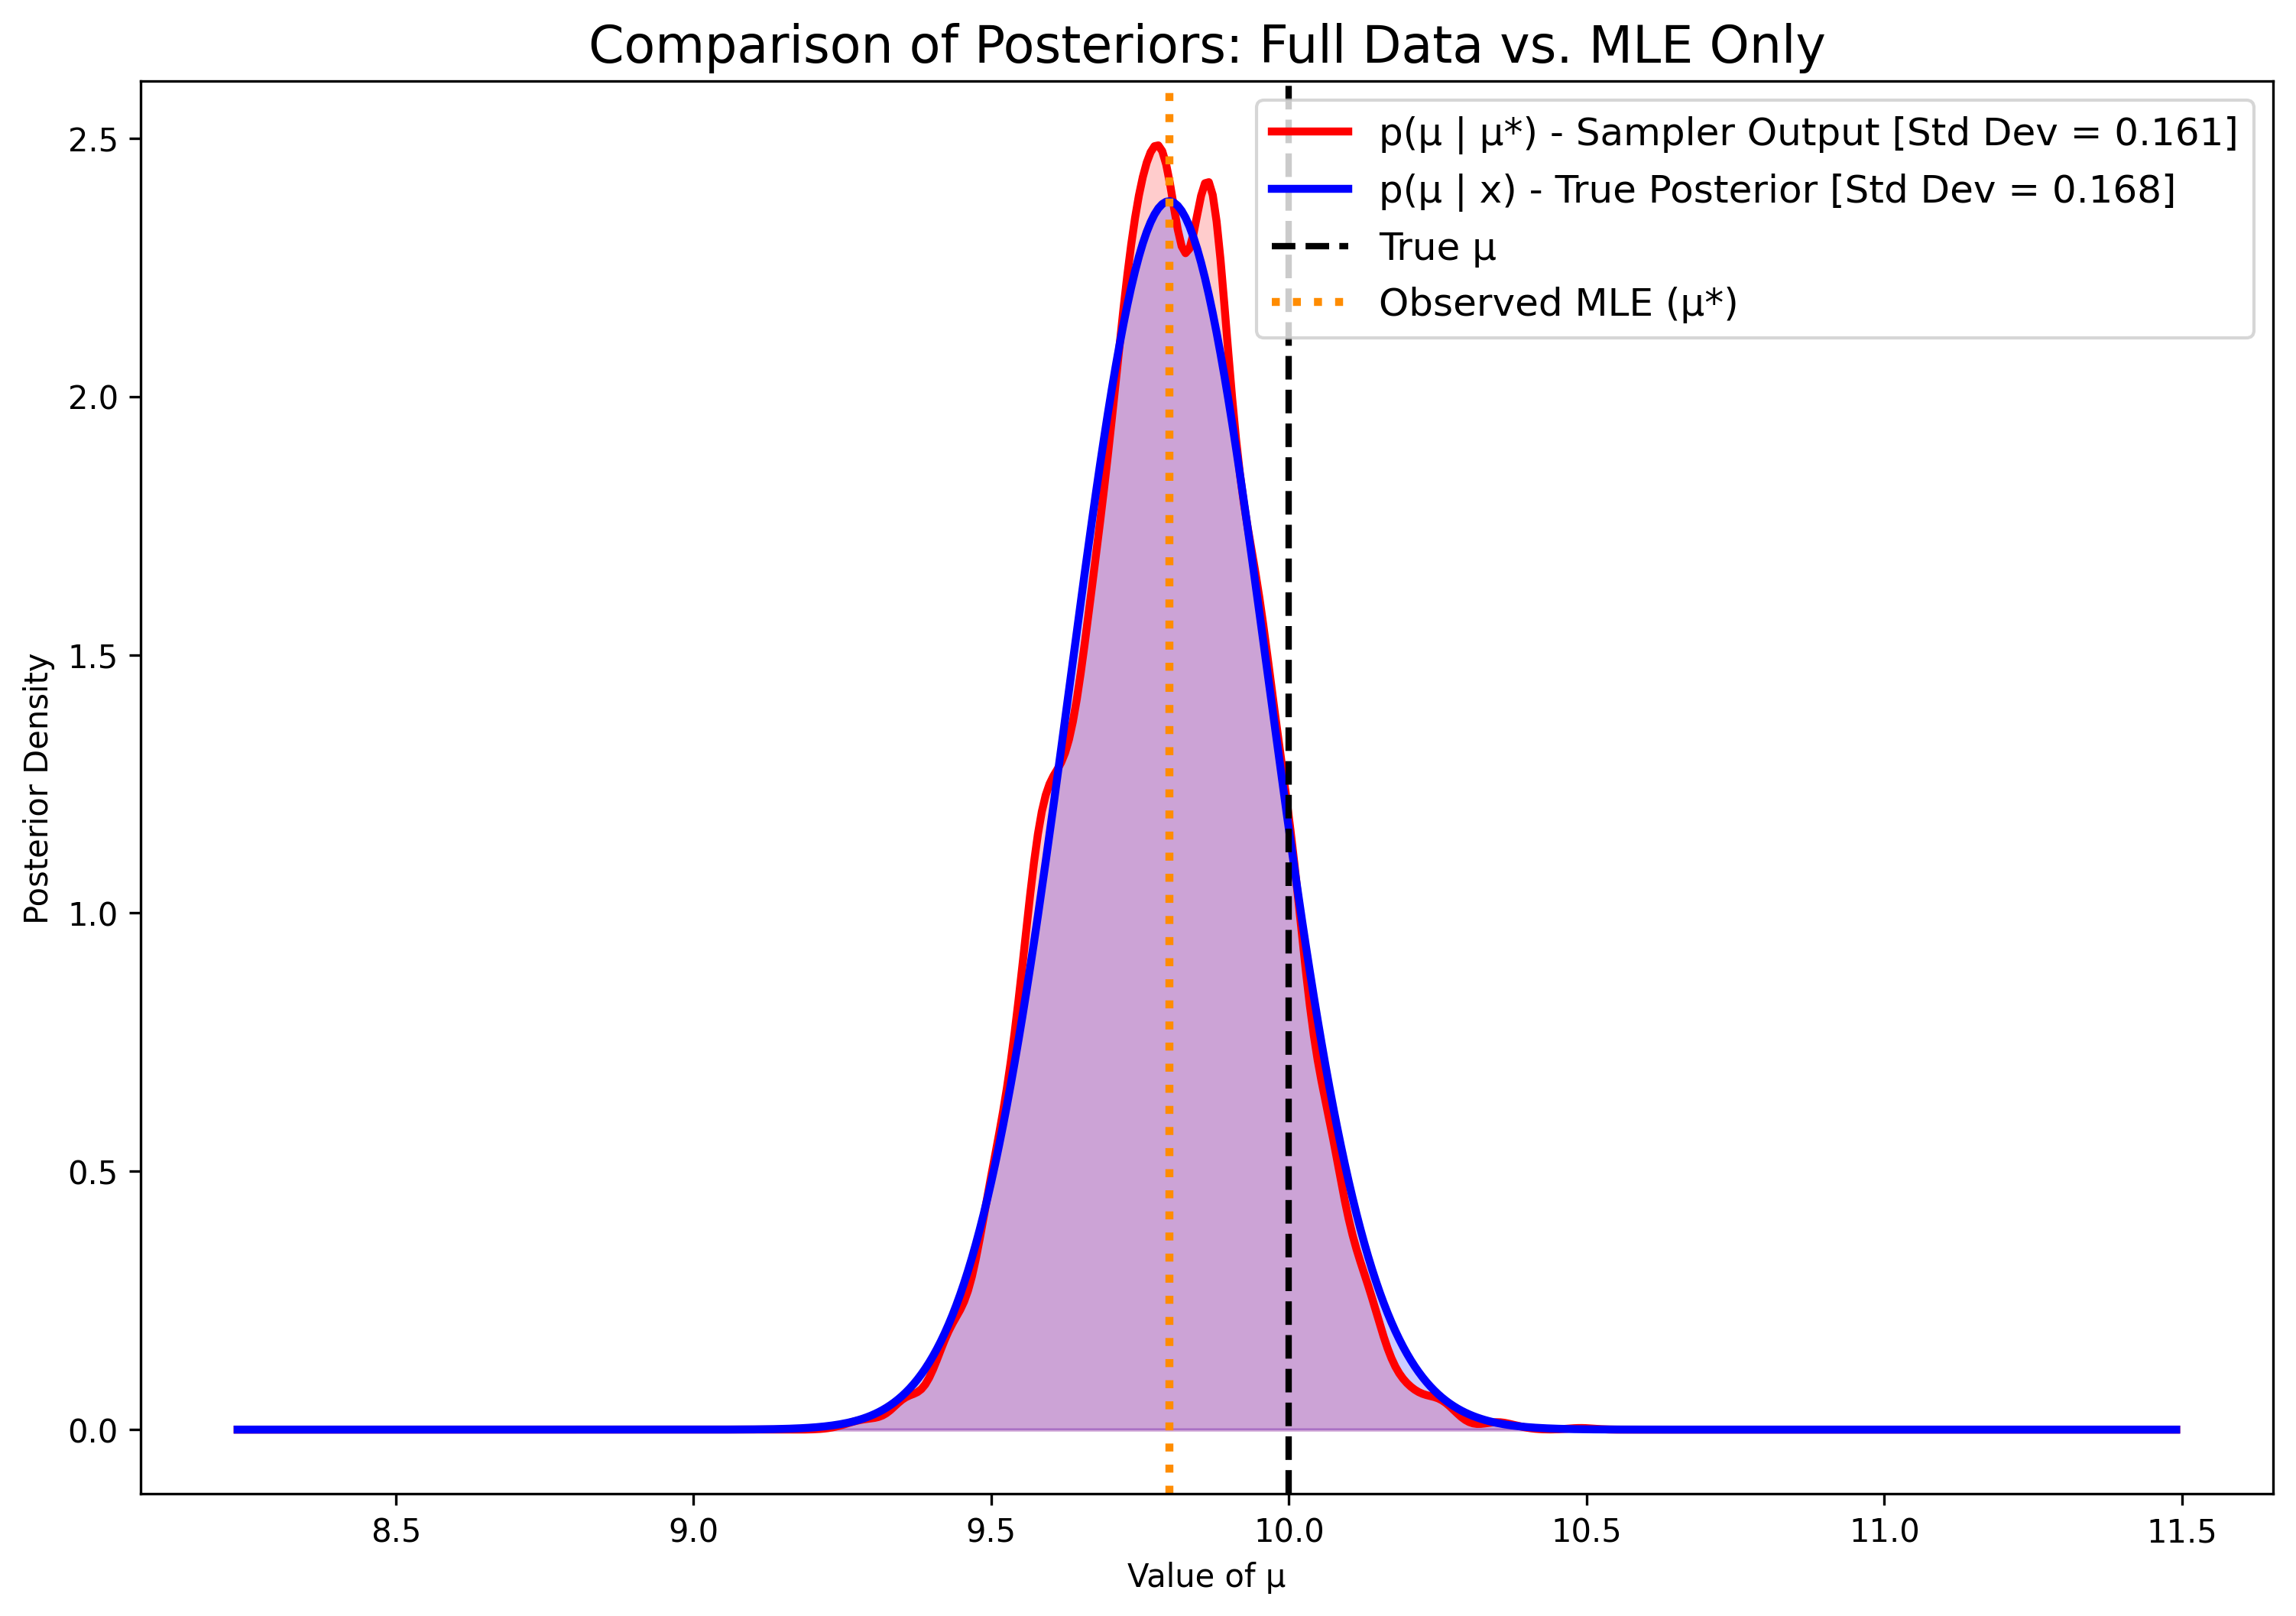 Comparison of Posteriors: Full Data vs. MLE Only
p(μ | μ*) - Sampler Output [Std Dev = 0.161]
p(μ | x) - True Posterior [Std Dev = 0.168]
True μ
Observed MLE (μ*)
Posterior Density
2.5
2.0
1.5
1.0
0.5
0.0
8.5 9.0 9.5 10.0 10.5 11.0 11.5
Value of μ